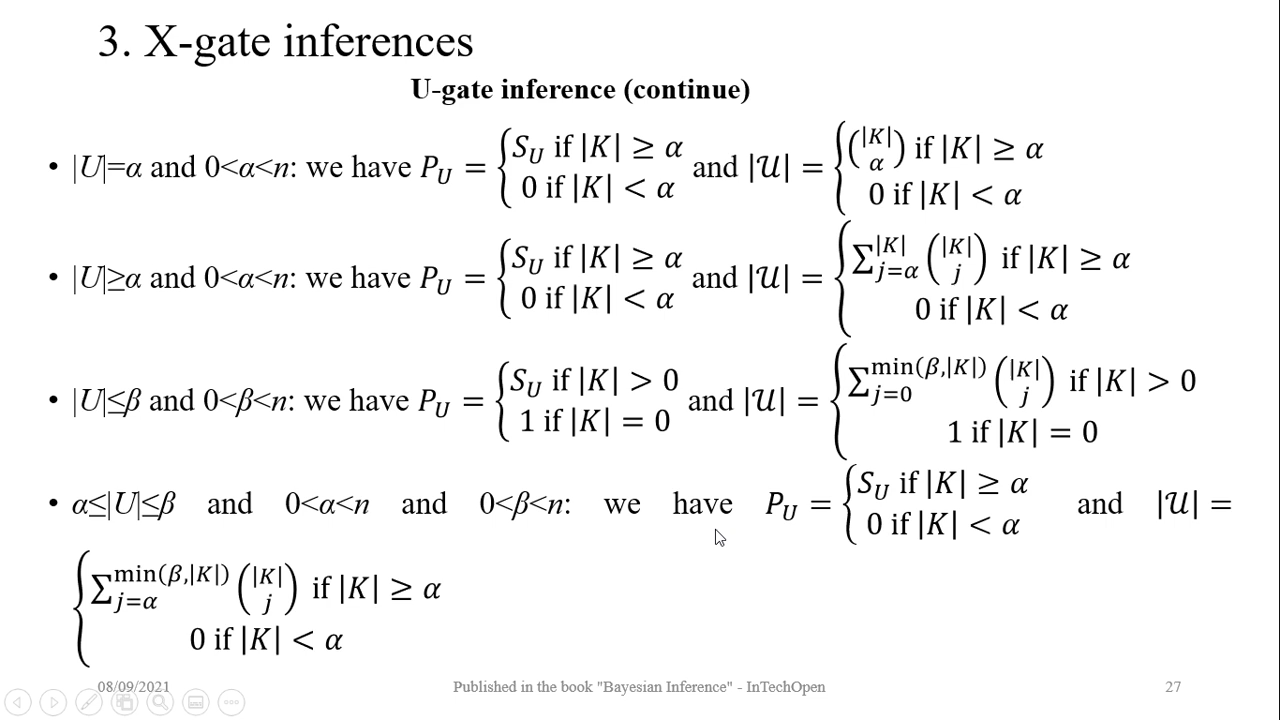 3. X-gate inferences
U-gate inference (continue)
• |U|=α and 0<α<n: we have P_U = { S_U if |K| ≥ α ; 0 if |K| < α and |𝒰| = { (|K| α) if |K| ≥ α ; 0 if |K| < α
• |U|≥α and 0<α<n: we have P_U = { S_U if |K| ≥ α ; 0 if |K| < α and |𝒰| = { ∑_{j=α}^{|K|} (|K| j) if |K| ≥ α ; 0 if |K| < α
• |U|≤β and 0<β<n: we have P_U = { S_U if |K| > 0 ; 1 if |K| = 0 and |𝒰| = { ∑_{j=0}^{min(β,|K|)} (|K| j) if |K| > 0 ; 1 if |K| = 0
• α≤|U|≤β and 0<α<n and 0<β<n: we have P_U = { S_U if |K| ≥ α ; 0 if |K| < α and |𝒰| =
{ ∑_{j=α}^{min(β,|K|)} (|K| j) if |K| ≥ α ; 0 if |K| < α
08/09/2021 Published in the book "Bayesian Inference" - InTechOpen 27